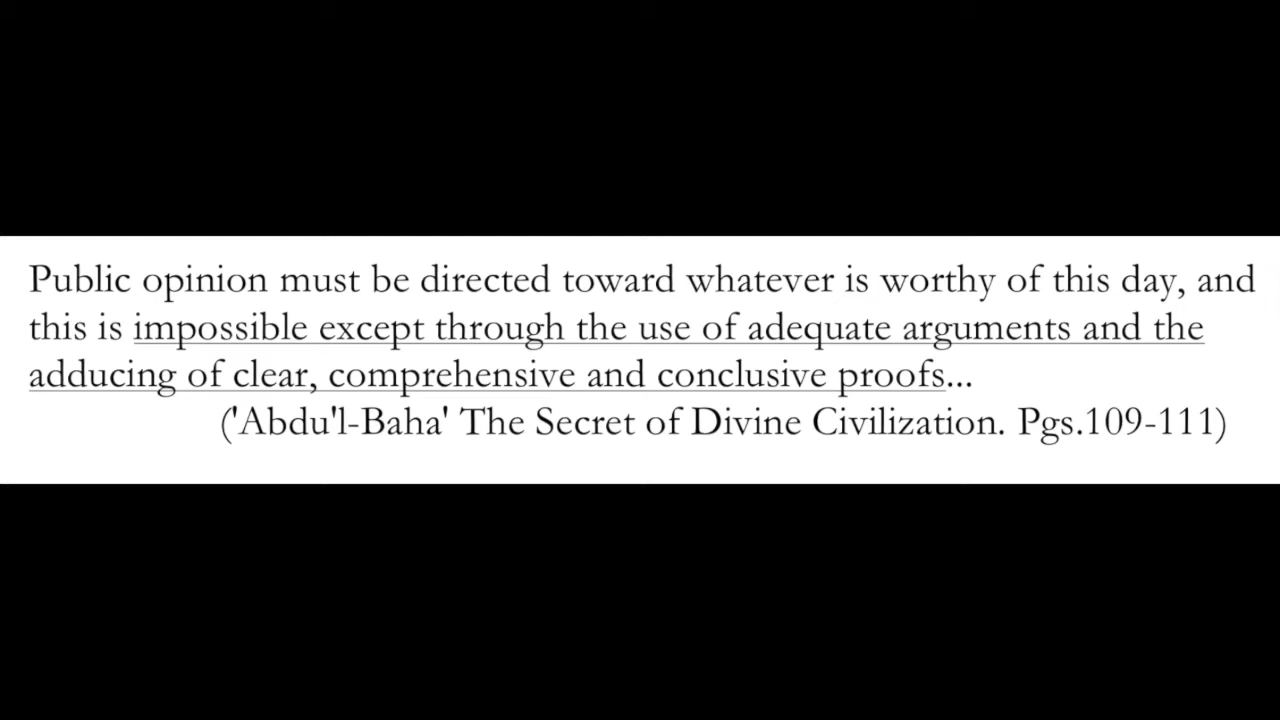 Public opinion must be directed toward whatever is worthy of this day, and
this is impossible except through the use of adequate arguments and the
adducing of clear, comprehensive and conclusive proofs...
('Abdu'l-Baha' The Secret of Divine Civilization. Pgs.109-111)